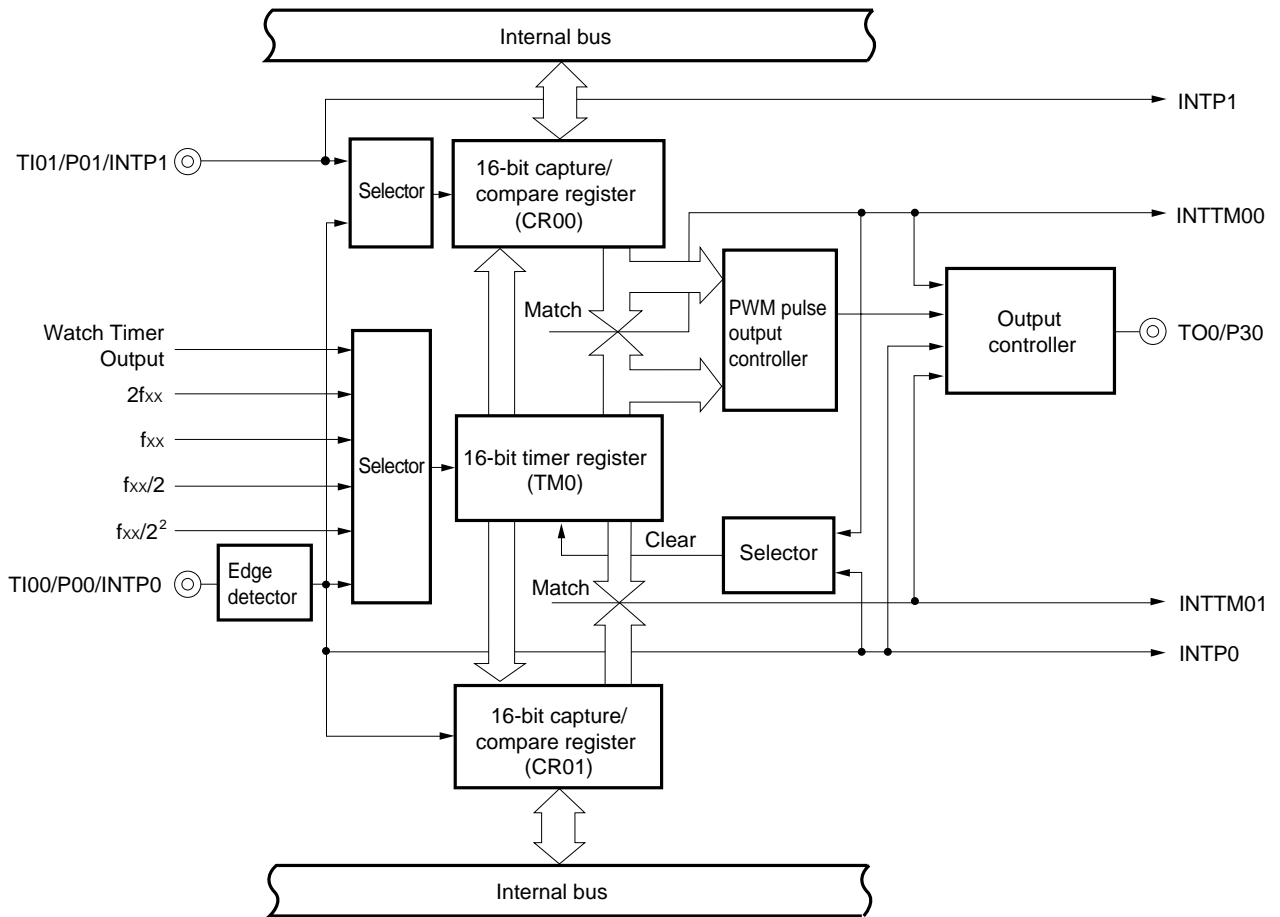 Internal bus
INTP1
TI01/P01/INTP1
Selector
16-bit capture/
compare register
(CR00)
INTTM00
Match
PWM pulse
output
controller
Output
controller
TO0/P30
Watch Timer
Output
2fxx
fxx
fxx/2
fxx/2²
Selector
16-bit timer register
(TM0)
Clear
Selector
TI00/P00/INTP0
Edge
detector
Match
INTTM01
INTP0
16-bit capture/
compare register
(CR01)
Internal bus